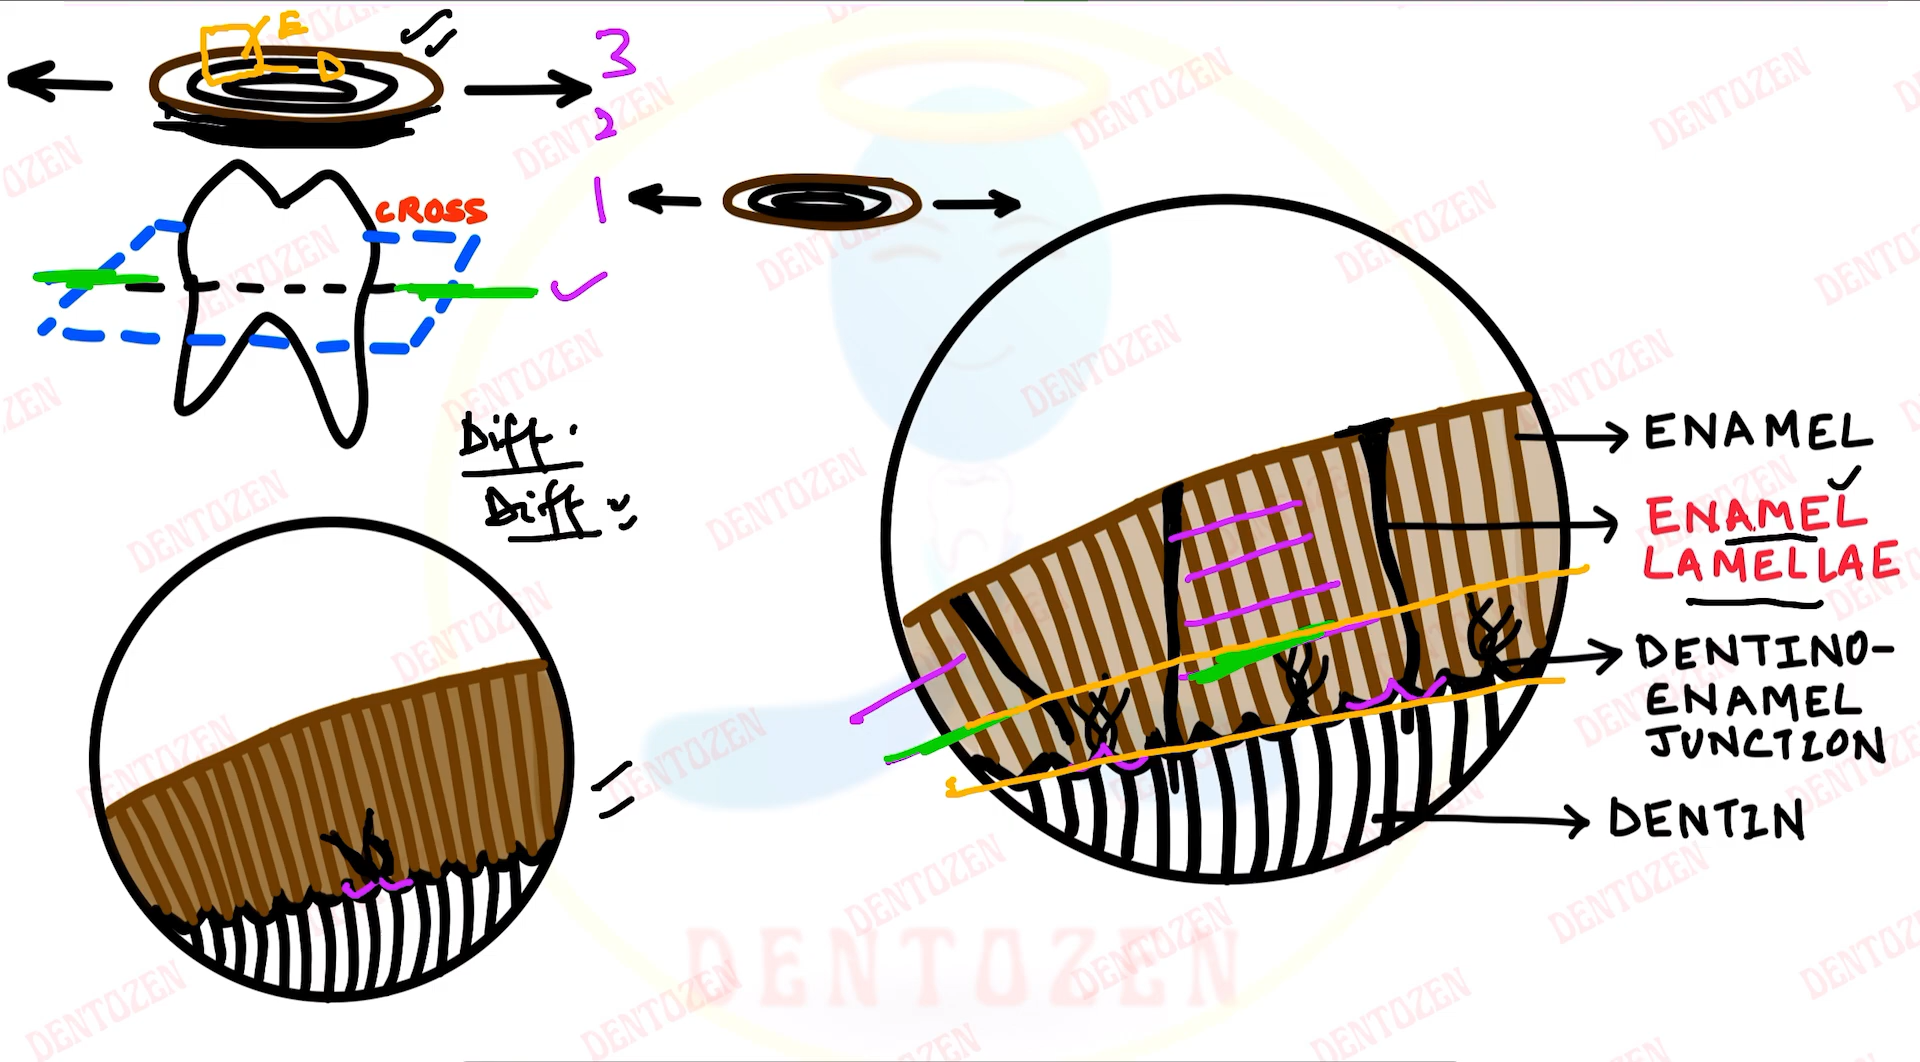 E
D
3
2
1
CROSS
Diff.
Diff
ENAMEL
ENAMEL
LAMELLAE
DENTINO-
ENAMEL
JUNCTION
DENTIN
DENTOZEN